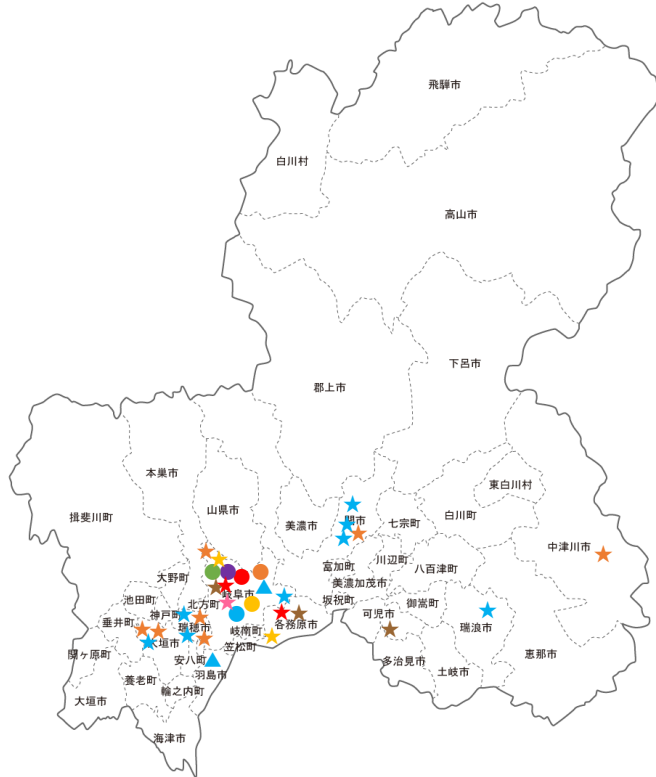 飛騨市
白川村
高山市
下呂市
郡上市
本巣市
東白川村
山県市
揖斐川町
美濃市
関市
七宗町
白川町
中津川市
富加町
川辺町
八百津町
大野町
美濃加茂市
池田町
神戸町
北方町
岐阜市
坂祝町
可児市
御嵩町
垂井町
瑞穂市
岐南町
各務原市
瑞浪市
関ヶ原町
大垣市
安八町
笠松町
恵那市
多治見市
土岐市
養老町
輪之内町
羽島市
大垣市
海津市